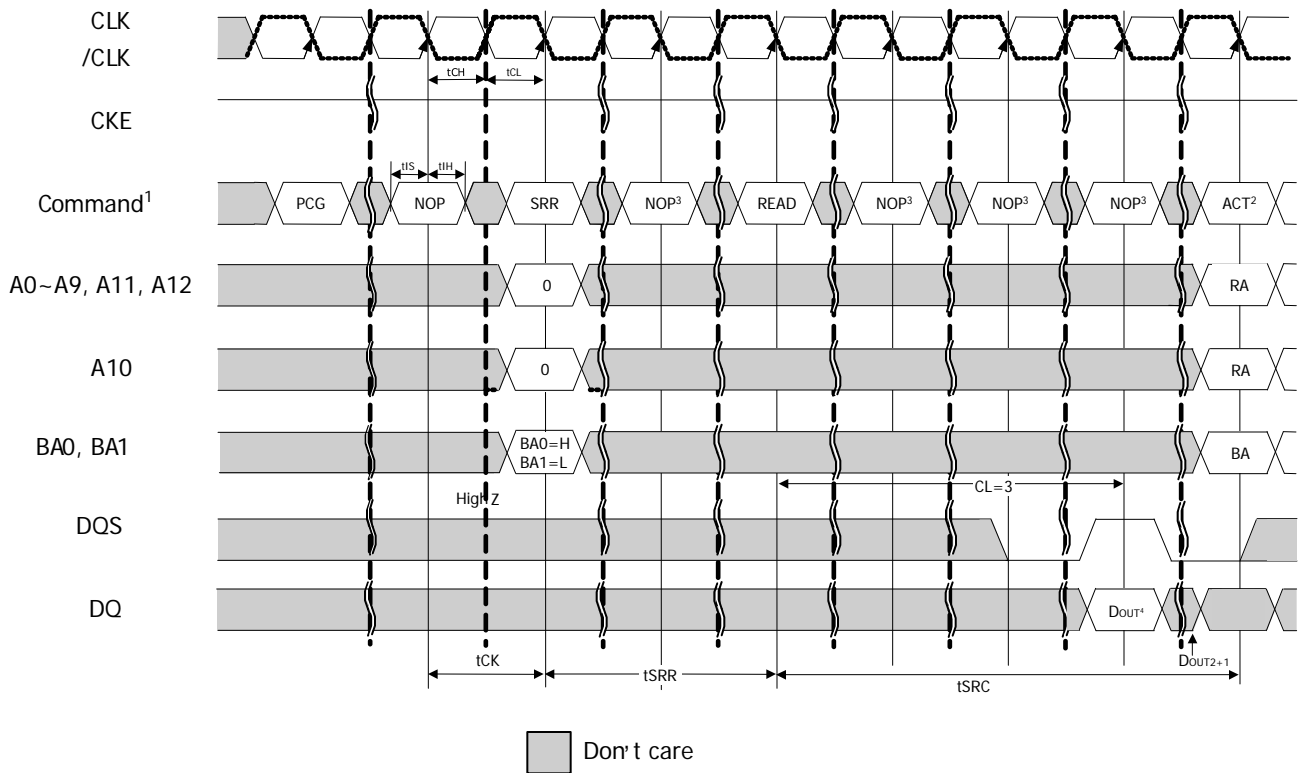 CLK
/CLK
tCH tCL
CKE
tIS tIH
Command1 PCG NOP SRR NOP3 READ NOP3 NOP3 NOP3 ACT2
A0~A9, A11, A12 0 RA
A10 0 RA
BA0, BA1 BA0=H BA1=L BA
CL=3
High Z
DQS
DQ DOUT4
DOUT2+1
tCK tSRR tSRC
Don't care